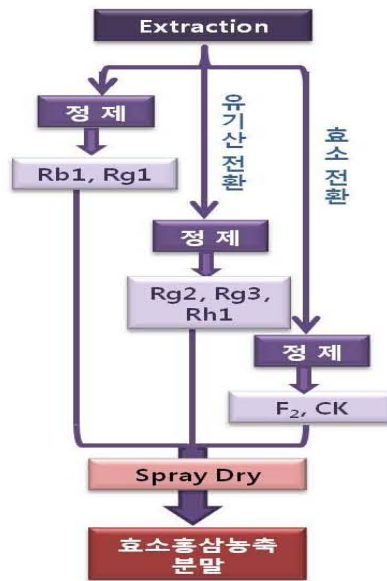 Extraction
정 제
Rb1, Rg1
유기산 전환
정 제
Rg2, Rg3,
Rh1
효소 전환
정 제
F₂, CK
Spray Dry
효소홍삼농축
분말